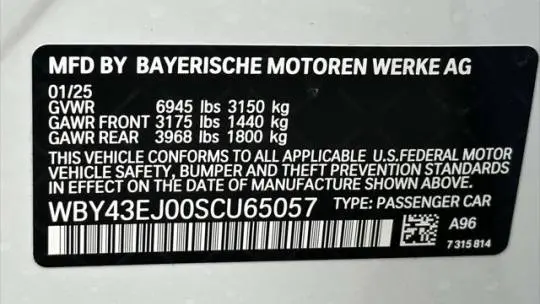 MFD BY BAYERISCHE MOTOREN WERKE AG
01/25
GVWR 6945 lbs 3150 kg
GAWR FRONT 3175 lbs 1440 kg
GAWR REAR 3968 lbs 1800 kg
THIS VEHICLE CONFORMS TO ALL APPLICABLE U.S.FEDERAL MOTOR
VEHICLE SAFETY, BUMPER AND THEFT PREVENTION STANDARDS
IN EFFECT ON THE DATE OF MANUFACTURE SHOWN ABOVE.
WBY43EJ00SCU65057 TYPE: PASSENGER CAR
A96
7 315 814